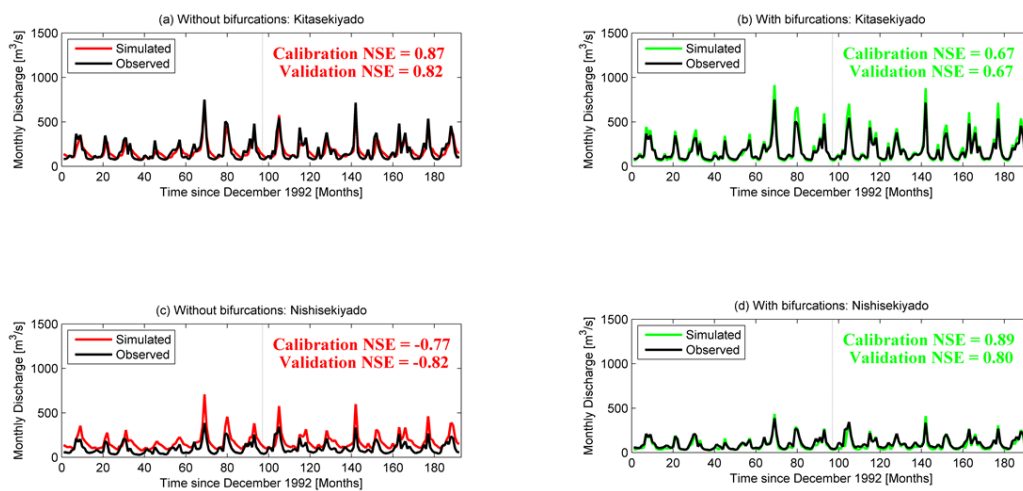 (a) Without bifurcations: Kitasekiyado
1500
1000
500
0
Monthly Discharge [m³/s]
Simulated
Observed
Calibration NSE = 0.87
Validation NSE = 0.82
0 20 40 60 80 100 120 140 160 180
Time since December 1992 [Months]
(b) With bifurcations: Kitasekiyado
1500
1000
500
0
Monthly Discharge [m³/s]
Simulated
Observed
Calibration NSE = 0.67
Validation NSE = 0.67
0 20 40 60 80 100 120 140 160 180
Time since December 1992 [Months]
(c) Without bifurcations: Nishisekiyado
1500
1000
500
0
Monthly Discharge [m³/s]
Simulated
Observed
Calibration NSE = -0.77
Validation NSE = -0.82
0 20 40 60 80 100 120 140 160 180
Time since December 1992 [Months]
(d) With bifurcations: Nishisekiyado
1500
1000
500
0
Monthly Discharge [m³/s]
Simulated
Observed
Calibration NSE = 0.89
Validation NSE = 0.80
0 20 40 60 80 100 120 140 160 180
Time since December 1992 [Months]